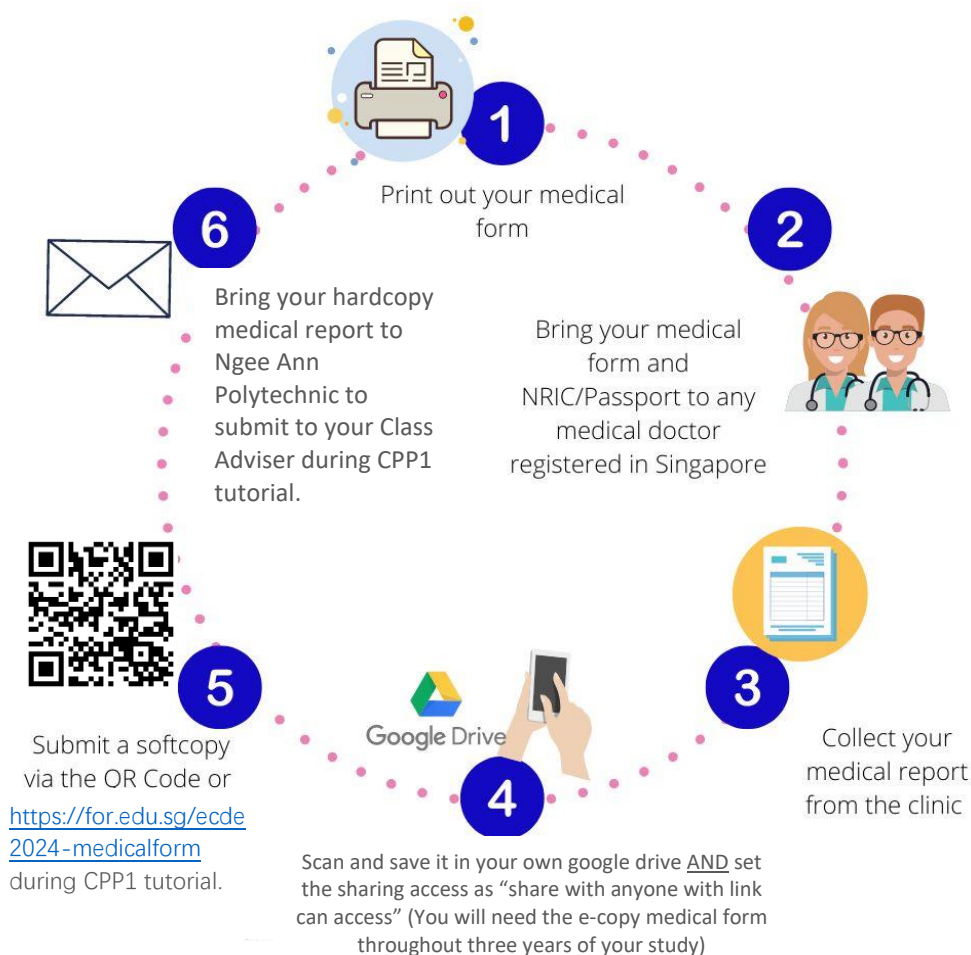 1
Print out your medical
form
2
Bring your medical
form and
NRIC/Passport to any
medical doctor
registered in Singapore
3
Collect your
medical report
from the clinic
Google Drive
4
Scan and save it in your own google drive AND set
the sharing access as “share with anyone with link
can access” (You will need the e-copy medical form
throughout three years of your study)
5
Submit a softcopy
via the QR Code or
https://for.edu.sg/ecde
2024-medicalform
during CPP1 tutorial.
6
Bring your hardcopy
medical report to
Ngee Ann
Polytechnic to
submit to your Class
Adviser during CPP1
tutorial.